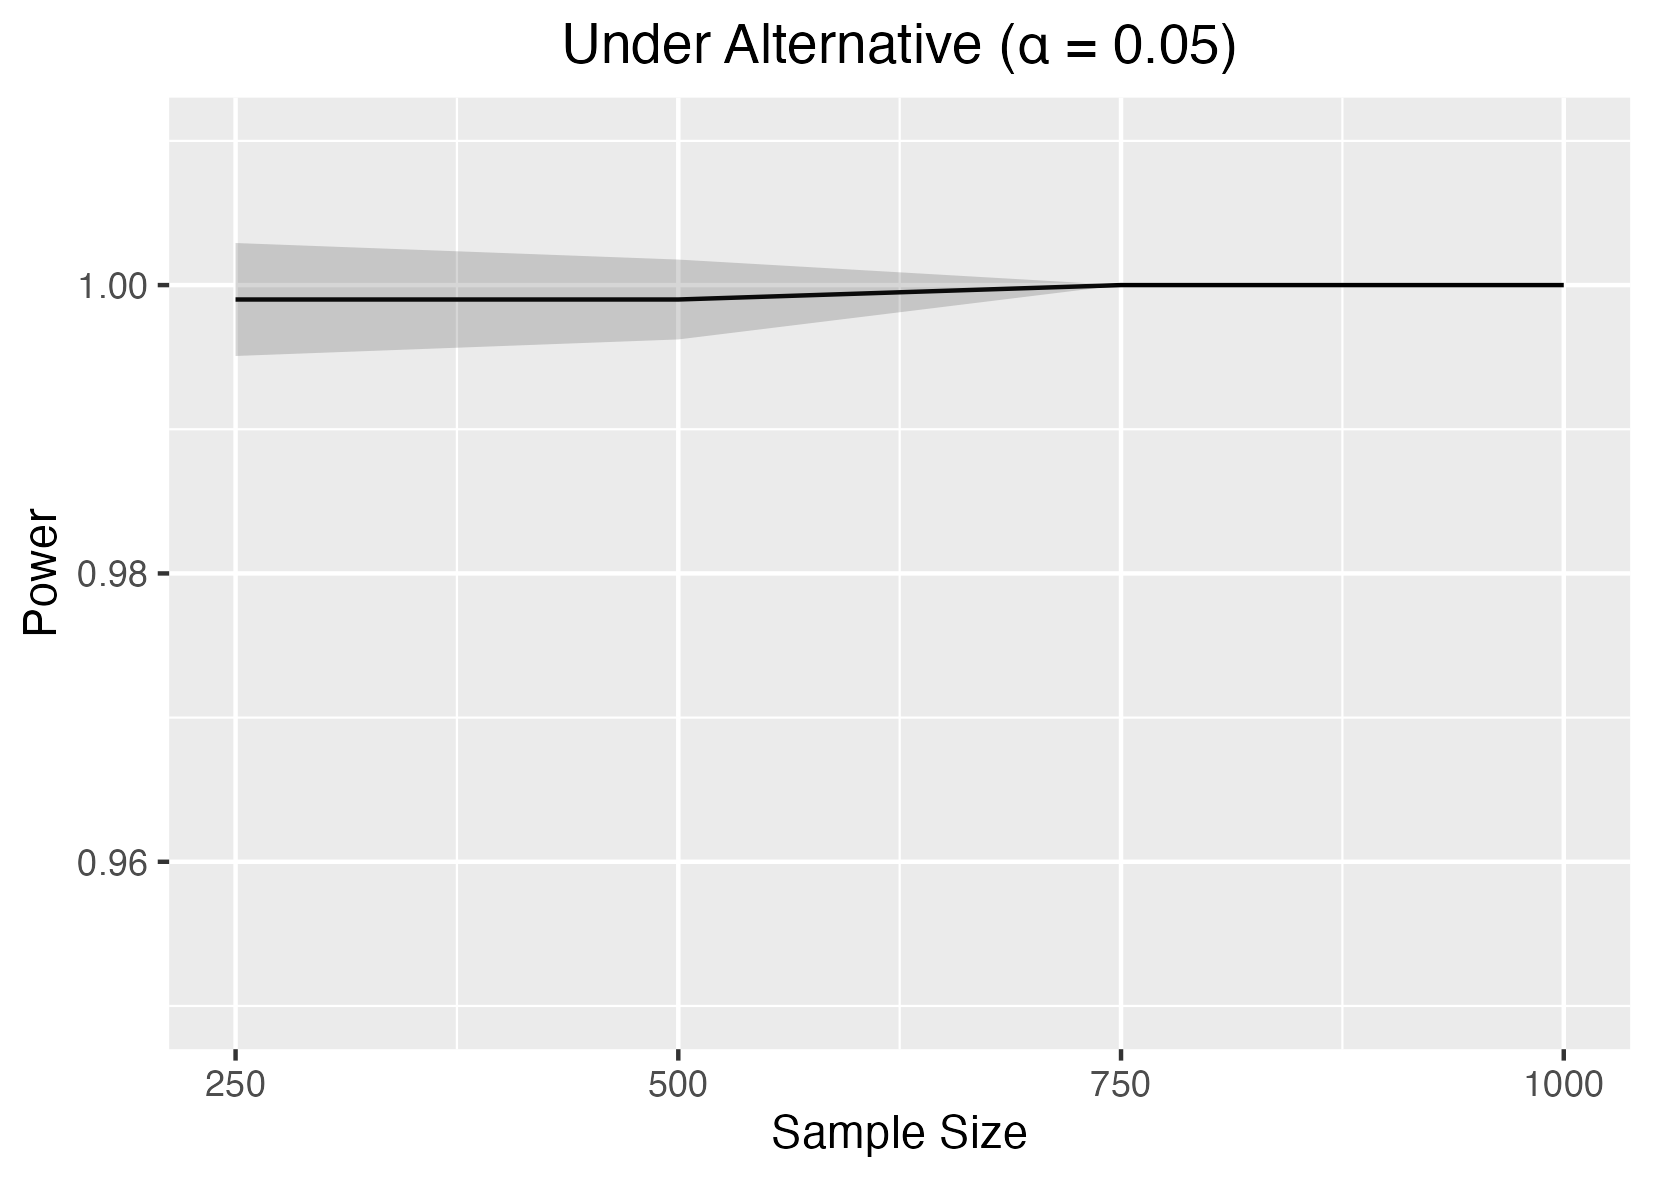 Under Alternative (α = 0.05)
Power
1.00
0.98
0.96
250 500 750 1000
Sample Size